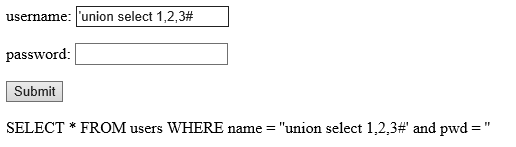 username: 'union select 1,2,3#
password:
Submit
SELECT * FROM users WHERE name = ''union select 1,2,3#' and pwd = ''